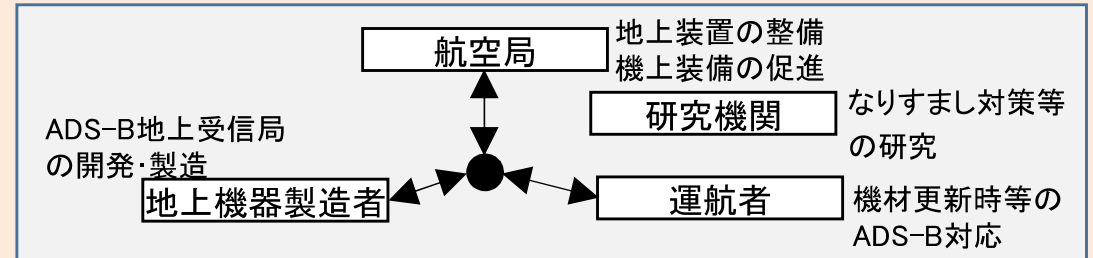 航空局
地上装置の整備
機上装備の促進
研究機関
なりすまし対策等
の研究
ADS-B地上受信局
の開発・製造
地上機器製造者
運航者
機材更新時等の
ADS-B対応